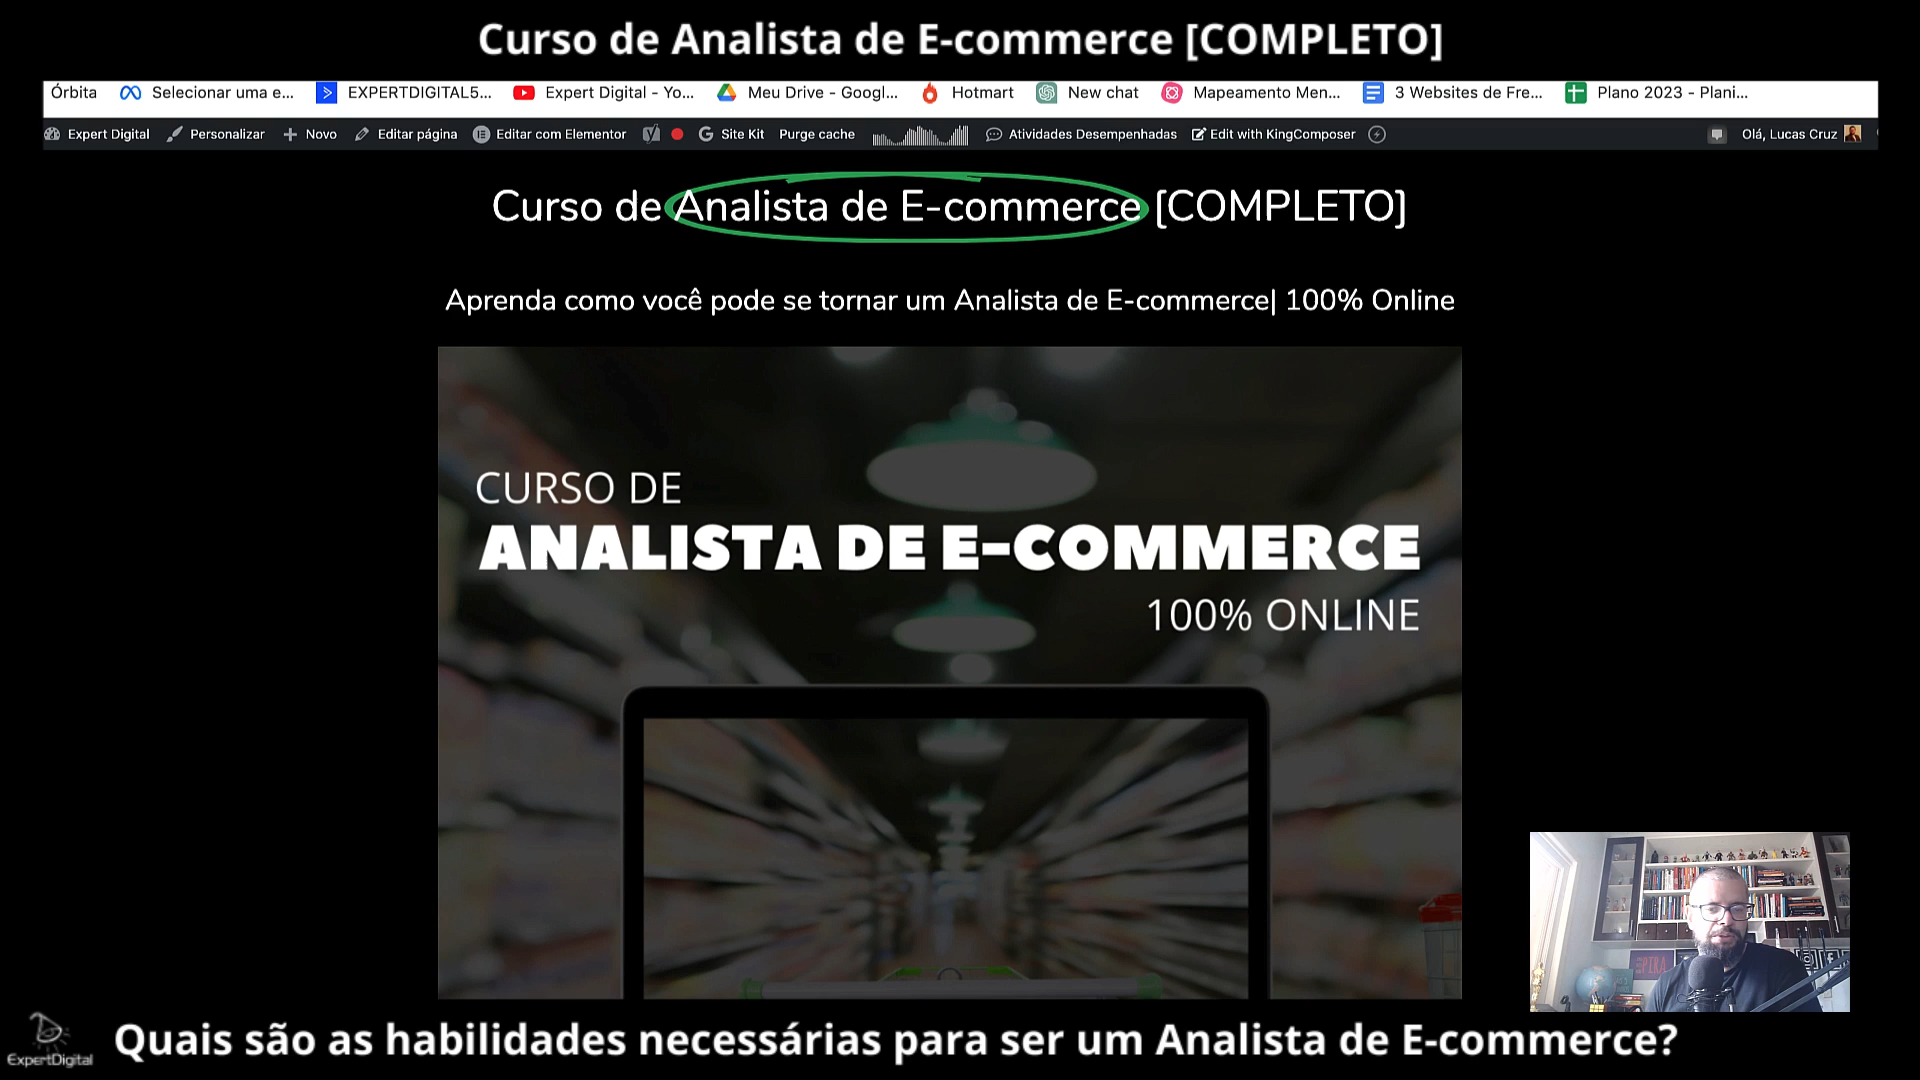 Curso de Analista de E-commerce [COMPLETO]
Órbita Selecionar uma e... EXPERTDIGITAL5... Expert Digital - Yo... Meu Drive - Googl... Hotmart New chat Mapeamento Men... 3 Websites de Fre... Plano 2023 - Plani...
Expert Digital Personalizar Novo Editar página Editar com Elementor Site Kit Purge cache Atividades Desempenhadas Edit with KingComposer Olá, Lucas Cruz
Curso de Analista de E-commerce [COMPLETO]
Aprenda como você pode se tornar um Analista de E-commerce| 100% Online
CURSO DE
ANALISTA DE E-COMMERCE
100% ONLINE
ExpertDigital
Quais são as habilidades necessárias para ser um Analista de E-commerce?